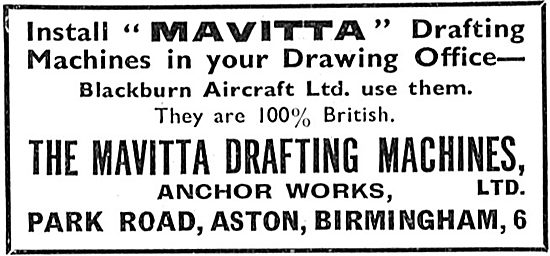 Install “MAVITTA” Drafting
Machines in your Drawing Office—
Blackburn Aircraft Ltd. use them.
They are 100% British.
THE MAVITTA DRAFTING MACHINES,
ANCHOR WORKS, LTD.
PARK ROAD, ASTON, BIRMINGHAM, 6